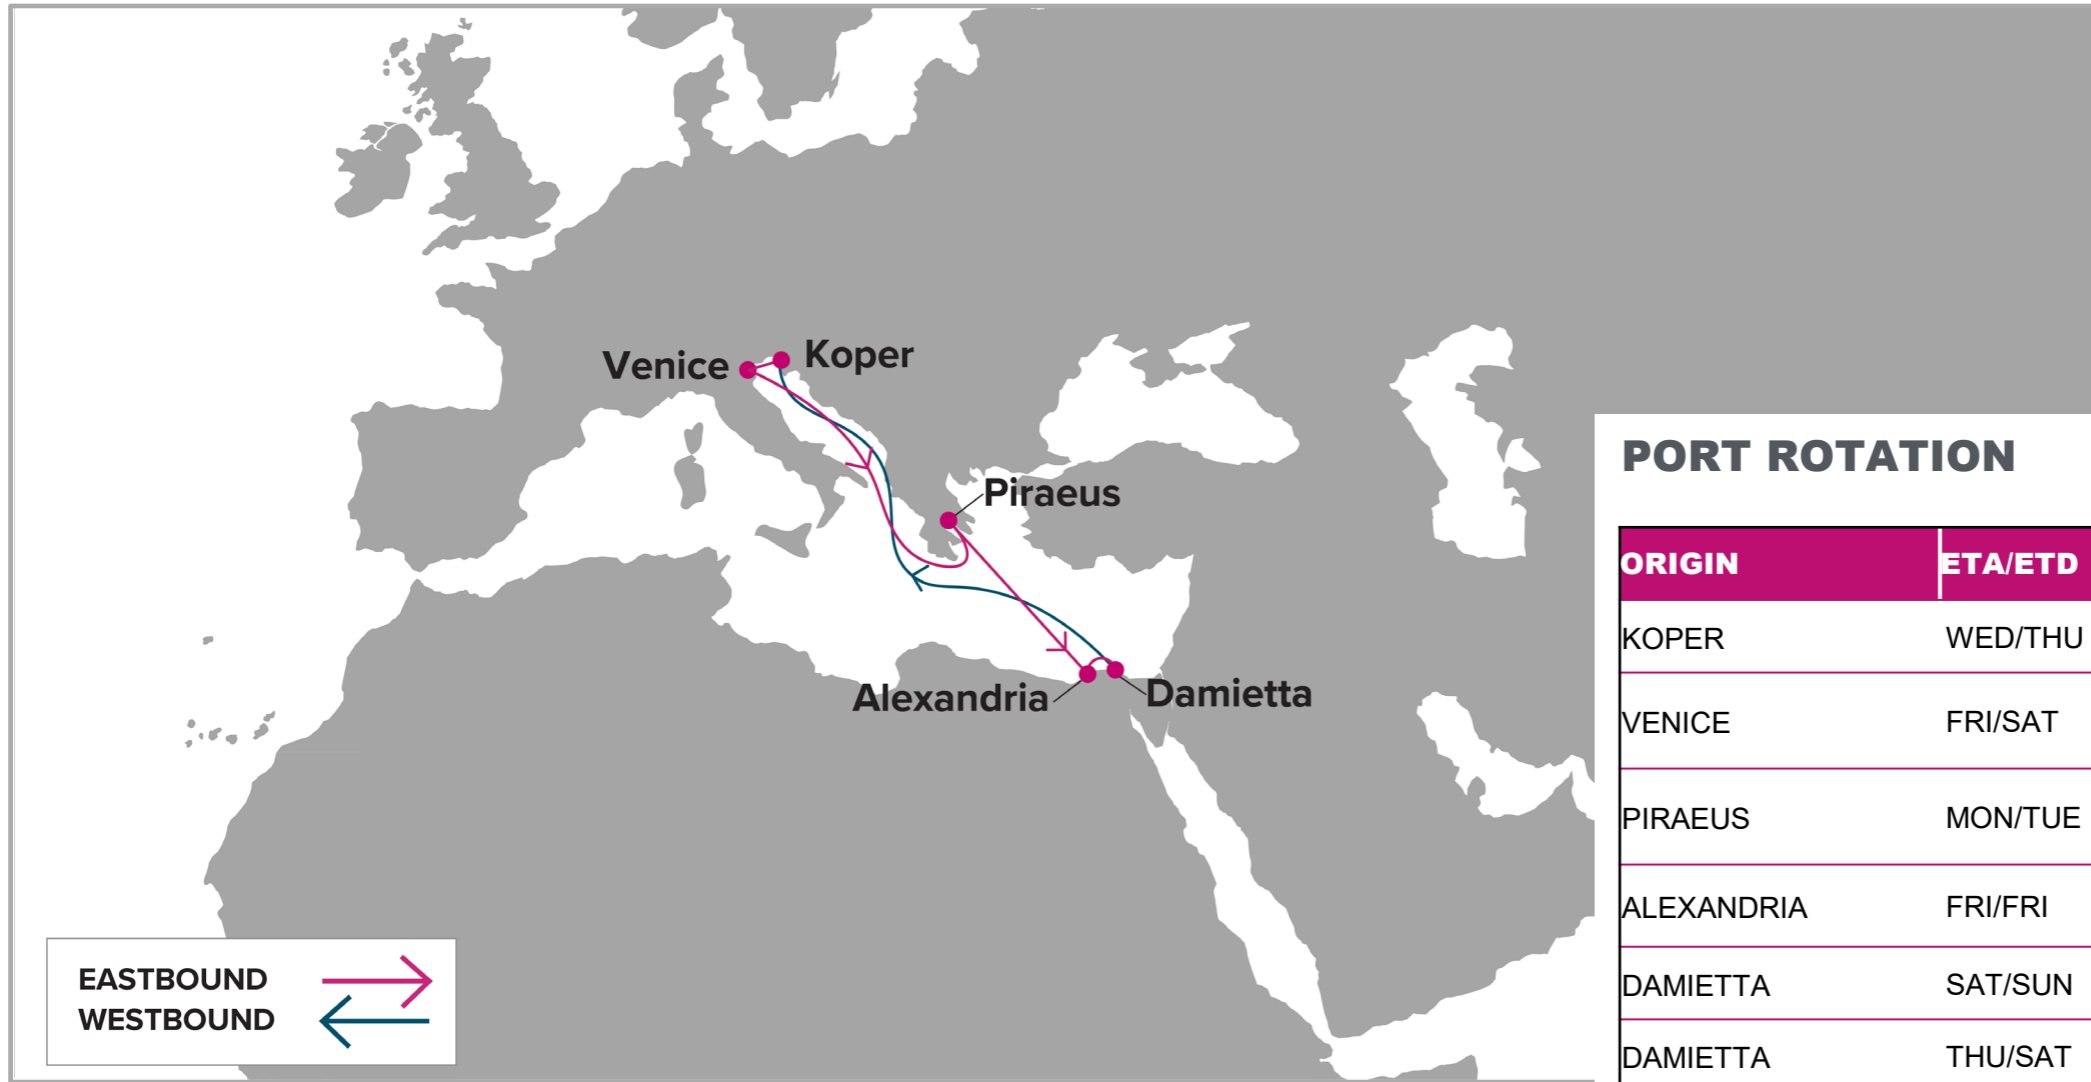 Venice
Koper
Piraeus
Alexandria
Damietta
EASTBOUND
WESTBOUND
PORT ROTATION
ORIGIN ETA/ETD
KOPER WED/THU
VENICE FRI/SAT
PIRAEUS MON/TUE
ALEXANDRIA FRI/FRI
DAMIETTA SAT/SUN
DAMIETTA THU/SAT